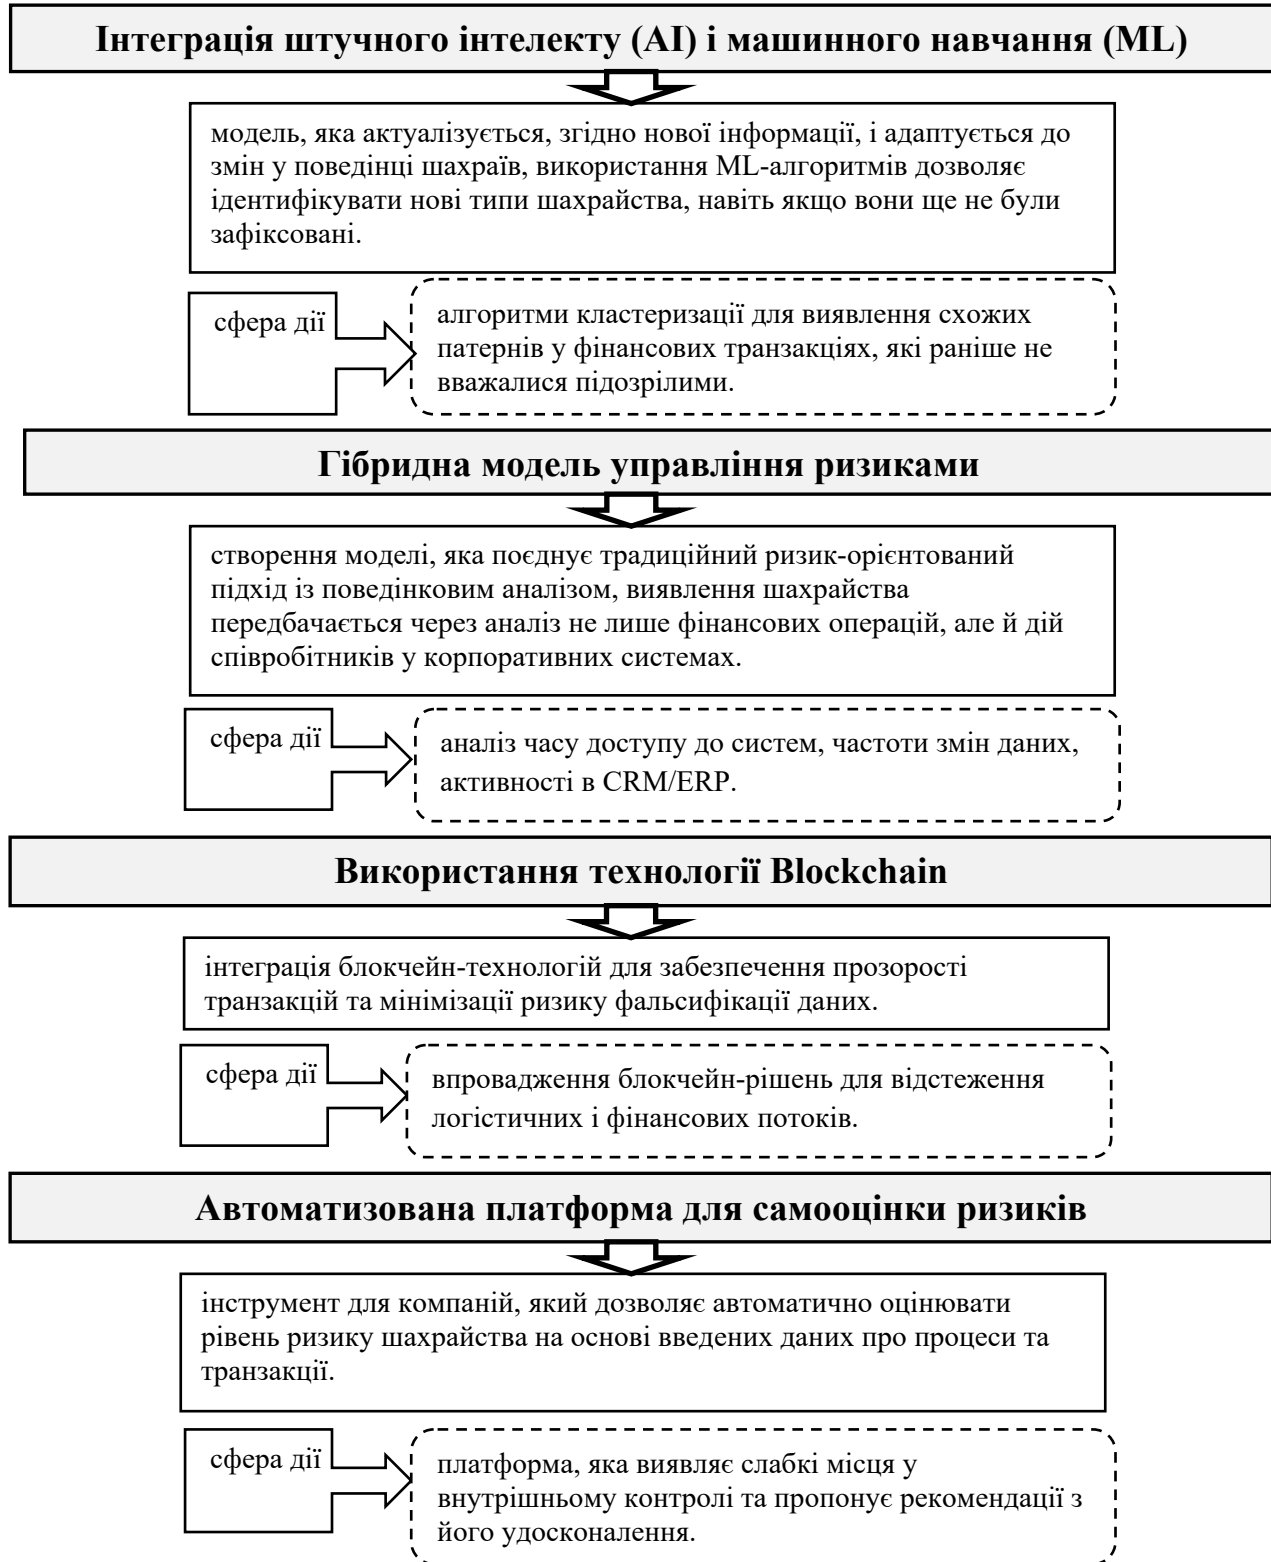 Інтеграція штучного інтелекту (AI) і машинного навчання (ML)
модель, яка актуалізується, згідно нової інформації, і адаптується до
змін у поведінці шахраїв, використання ML-алгоритмів дозволяє
ідентифікувати нові типи шахрайства, навіть якщо вони ще не були
зафіксовані.
сфера дії
алгоритми кластеризації для виявлення схожих
патернів у фінансових транзакціях, які раніше не
вважалися підозрілими.
Гібридна модель управління ризиками
створення моделі, яка поєднує традиційний ризик-орієнтований
підхід із поведінковим аналізом, виявлення шахрайства
передбачається через аналіз не лише фінансових операцій, але й дій
співробітників у корпоративних системах.
сфера дії
аналіз часу доступу до систем, частоти змін даних,
активності в CRM/ERP.
Використання технології Blockchain
інтеграція блокчейн-технологій для забезпечення прозорості
транзакцій та мінімізації ризику фальсифікації даних.
сфера дії
впровадження блокчейн-рішень для відстеження
логістичних і фінансових потоків.
Автоматизована платформа для самооцінки ризиків
інструмент для компаній, який дозволяє автоматично оцінювати
рівень ризику шахрайства на основі введених даних про процеси та
транзакції.
сфера дії
платформа, яка виявляє слабкі місця у
внутрішньому контролі та пропонує рекомендації з
його удосконалення.